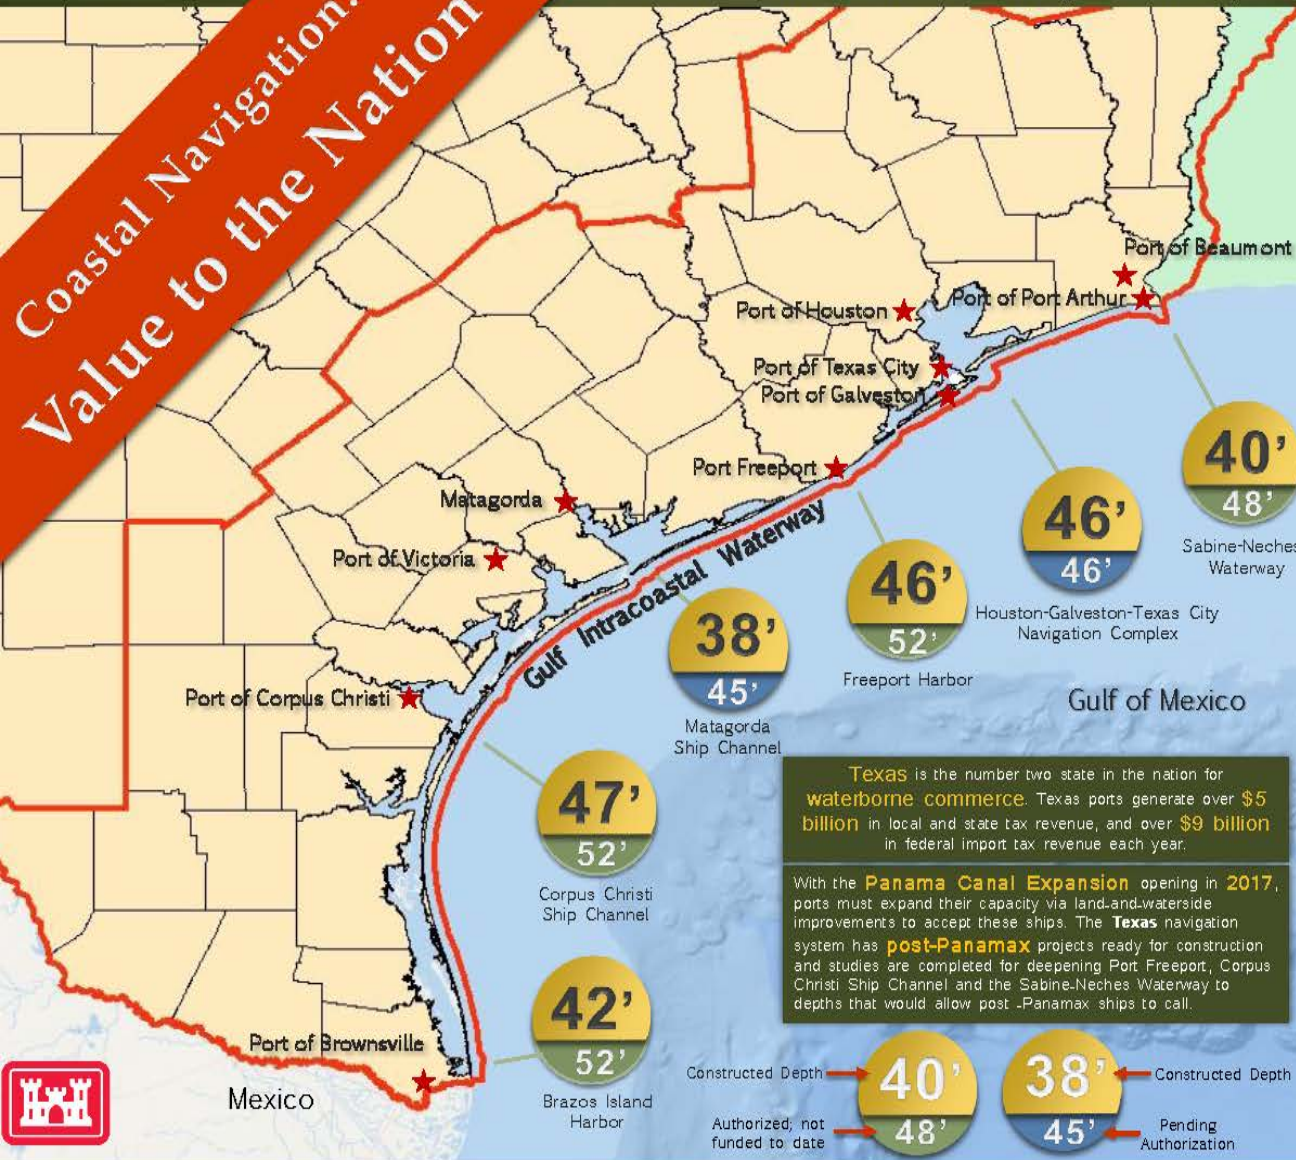 Coastal Navigation:
Value to the Nation
Port of Beaumont
Port of Port Arthur
Port of Houston
Port of Texas City
Port of Galveston
Port Freeport
Matagorda
Port of Victoria
Port of Corpus Christi
Port of Brownsville
Mexico
Gulf Intracoastal Waterway
Gulf of Mexico
40'
48'
Sabine-Neches
Waterway
46'
46'
Houston-Galveston-Texas City
Navigation Complex
46'
52'
Freeport Harbor
38'
45'
Matagorda
Ship Channel
47'
52'
Corpus Christi
Ship Channel
42'
52'
Brazos Island
Harbor
Texas is the number two state in the nation for
waterborne commerce. Texas ports generate over $5
billion in local and state tax revenue, and over $9 billion
in federal import tax revenue each year.
With the Panama Canal Expansion opening in 2017,
ports must expand their capacity via land-and-waterside
improvements to accept these ships. The Texas navigation
system has post-Panamax projects ready for construction
and studies are completed for deepening Port Freeport, Corpus
Christi Ship Channel and the Sabine-Neches Waterway to
depths that would allow post -Panamax ships to call.
Constructed Depth
40'
48'
Authorized; not
funded to date
38'
45'
Constructed Depth
Pending
Authorization